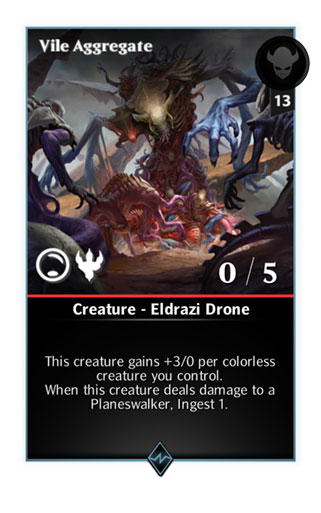 Vile Aggregate
13
0 / 5
Creature - Eldrazi Drone
This creature gains +3/0 per colorless
creature you control.
When this creature deals damage to a
Planeswalker, Ingest 1.